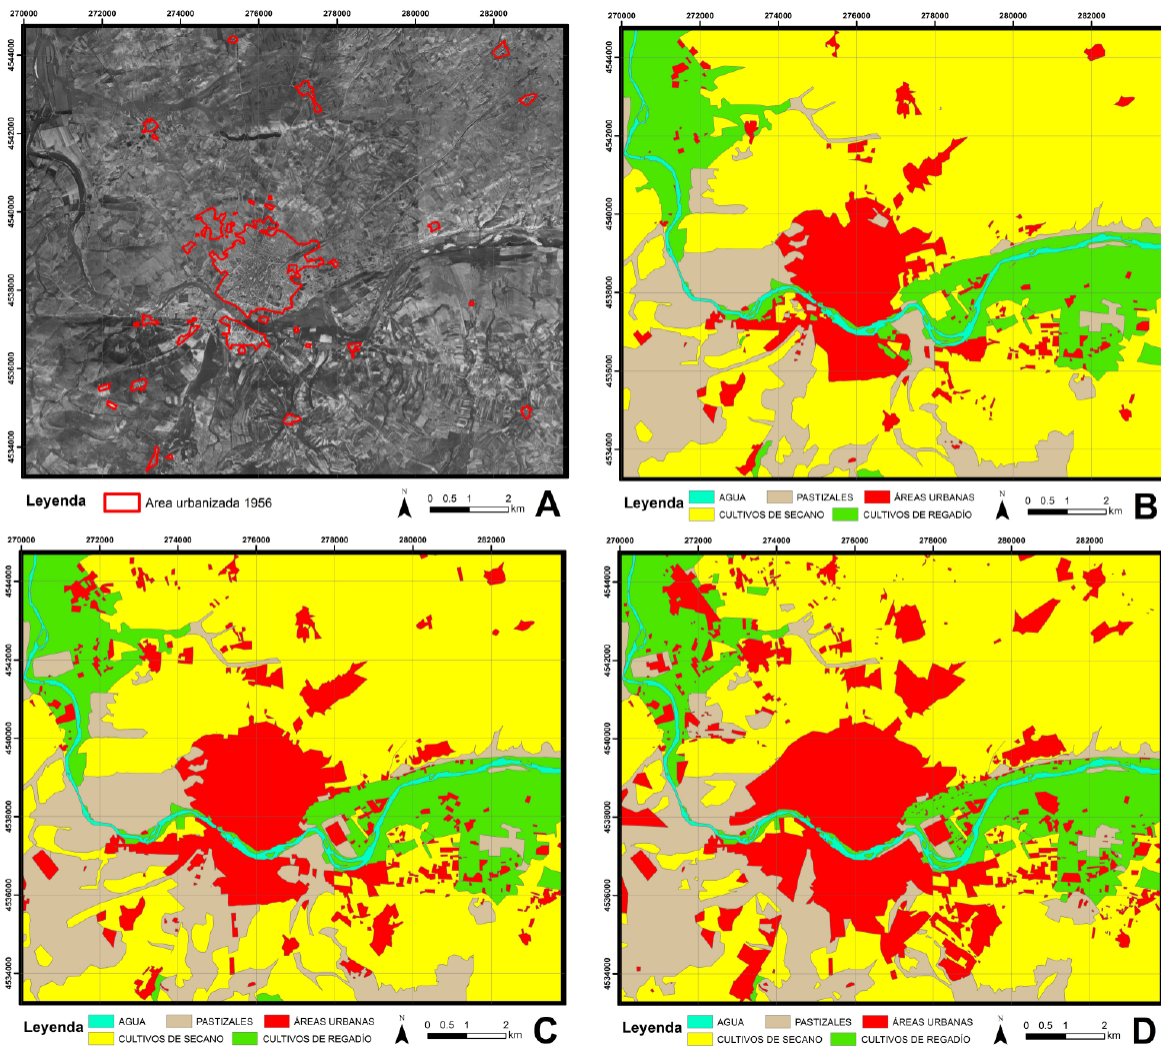 270000 272000 274000 276000 278000 280000 282000
4544000
4542000
4540000
4538000
4536000
4534000
Leyenda Area urbanizada 1956 N 0 0.5 1 2 km A
270000 272000 274000 276000 278000 280000 282000
4544000
4542000
4540000
4538000
4536000
4534000
Leyenda AGUA PASTIZALES ÁREAS URBANAS N 0 0.5 1 2 km B
CULTIVOS DE SECANO CULTIVOS DE REGADÍO
270000 272000 274000 276000 278000 280000 282000
4544000
4542000
4540000
4538000
4536000
4534000
Leyenda AGUA PASTIZALES ÁREAS URBANAS N 0 0.5 1 2 km C
CULTIVOS DE SECANO CULTIVOS DE REGADÍO
270000 272000 274000 276000 278000 280000 282000
4544000
4542000
4540000
4538000
4536000
4534000
Leyenda AGUA PASTIZALES ÁREAS URBANAS N 0 0.5 1 2 km D
CULTIVOS DE SECANO CULTIVOS DE REGADÍO